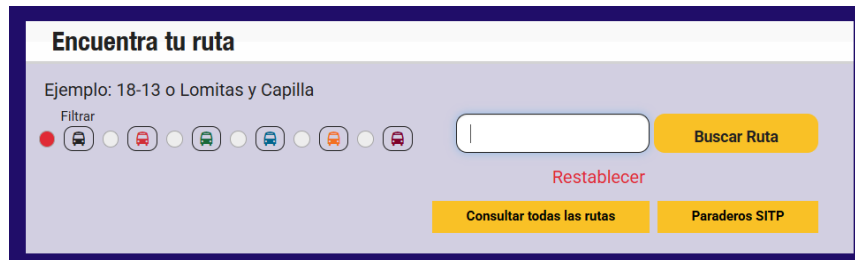 Encuentra tu ruta
Ejemplo: 18-13 o Lomitas y Capilla
Filtrar
Buscar Ruta
Restablecer
Consultar todas las rutas
Paraderos SITP